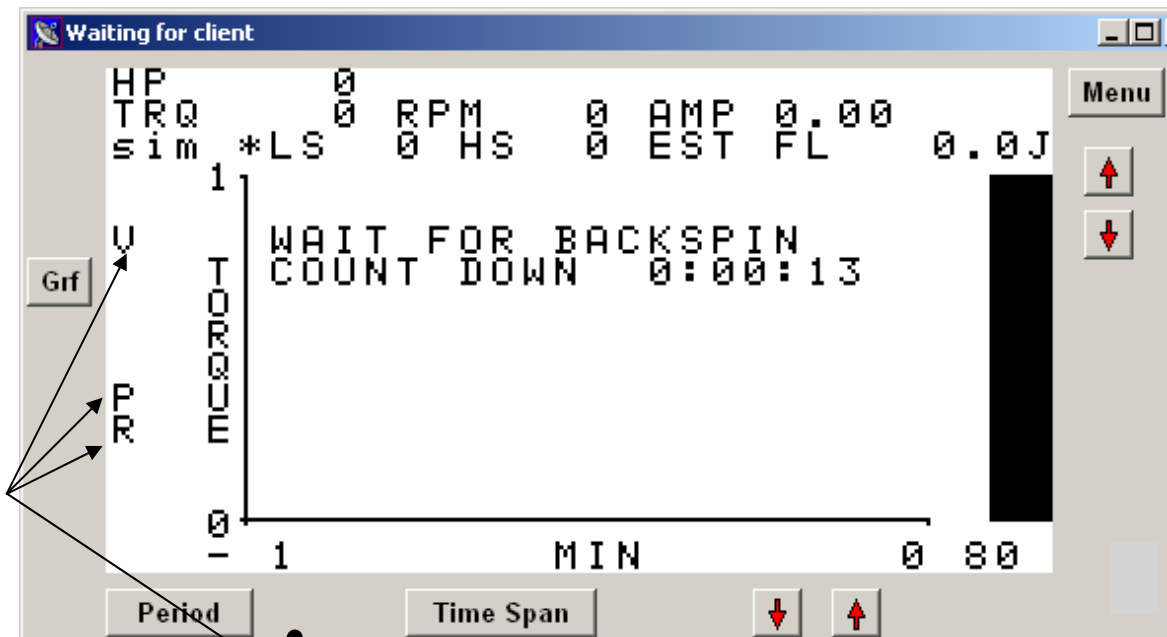 Waiting for client
HP 0
TRQ 0 RPM 0 AMP 0.00
sim *LS 0 HS 0 EST FL 0.0J
Menu
1
V
WAIT FOR BACKSPIN
COUNT DOWN 0:00:13
TORQUE
Grf
P
R
0
- 1 MIN 0 80
Period
Time Span